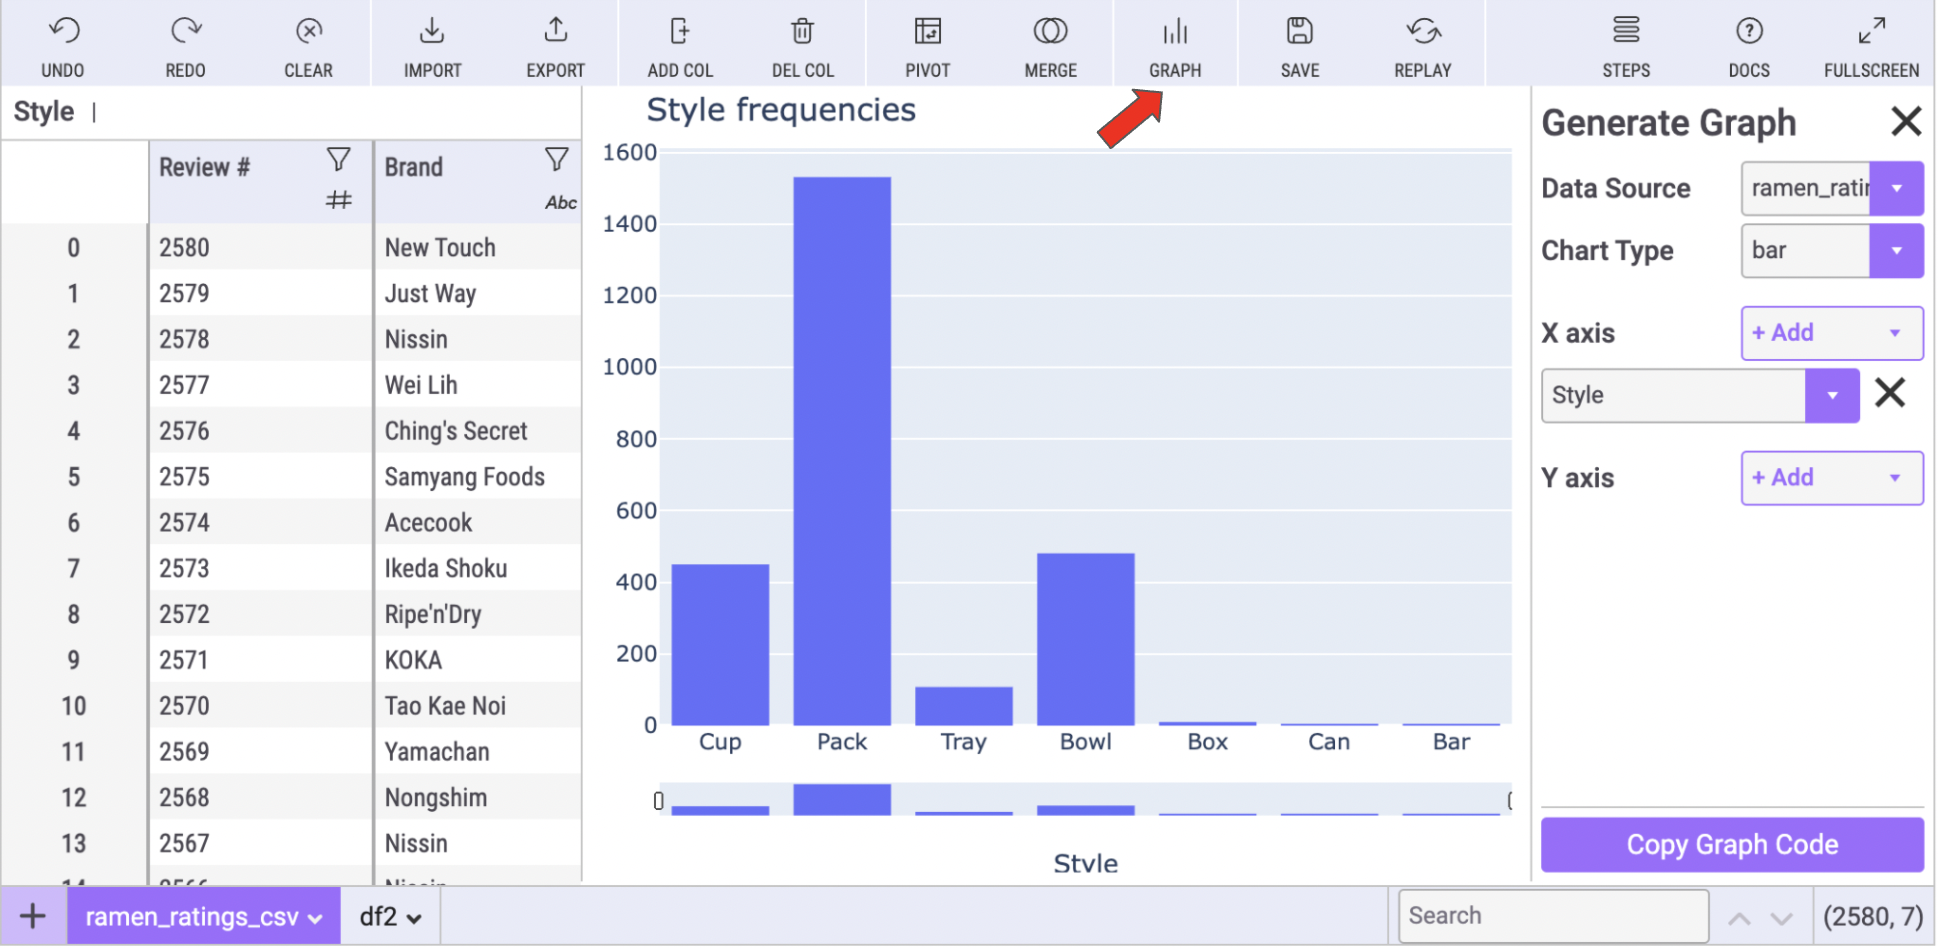 UNDO REDO CLEAR IMPORT EXPORT ADD COL DEL COL PIVOT MERGE GRAPH SAVE REPLAY STEPS DOCS FULLSCREEN
Style
Review # Brand
# Abc
0 2580 New Touch
1 2579 Just Way
2 2578 Nissin
3 2577 Wei Lih
4 2576 Ching's Secret
5 2575 Samyang Foods
6 2574 Acecook
7 2573 Ikeda Shoku
8 2572 Ripe'n'Dry
9 2571 KOKA
10 2570 Tao Kae Noi
11 2569 Yamachan
12 2568 Nongshim
13 2567 Nissin
Style frequencies
1600
1400
1200
1000
800
600
400
200
0
Cup Pack Tray Bowl Box Can Bar
Style
Generate Graph
Data Source ramen_ratin
Chart Type bar
X axis + Add
Style
Y axis + Add
Copy Graph Code
+ ramen_ratings_csv df2 Search (2580, 7)